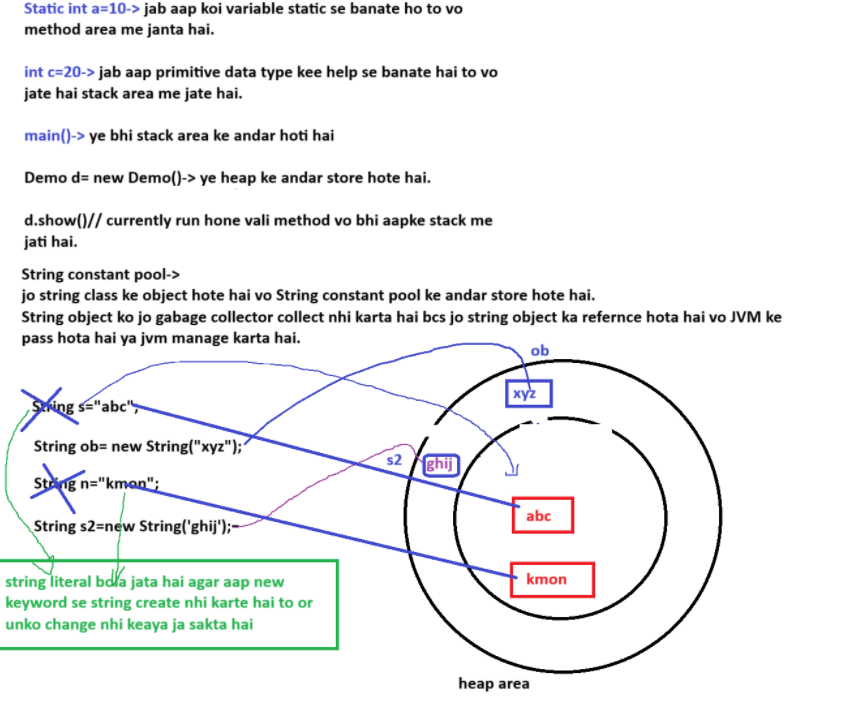 Static int a=10-> jab aap koi variable static se banate ho to vo
method area me janta hai.
int c=20-> jab aap primitive data type kee help se banate hai to vo
jate hai stack area me jate hai.
main()-> ye bhi stack area ke andar hoti hai
Demo d= new Demo()-> ye heap ke andar store hote hai.
d.show()// currently run hone vali method vo bhi aapke stack me
jati hai.
String constant pool->
jo string class ke object hote hai vo String constant pool ke andar store hote hai.
String object ko jo gabage collector collect nhi karta hai bcs jo string object ka refernce hota hai vo JVM ke
pass hota hai ya jvm manage karta hai.
ob
xyz
String s="abc";
String ob= new String("xyz");
s2
ghij
String n="kmon";
abc
String s2=new String('ghij');
kmon
string literal bola jata hai agar aap new
keyword se string create nhi karte hai to or
unko change nhi keaya ja sakta hai
heap area